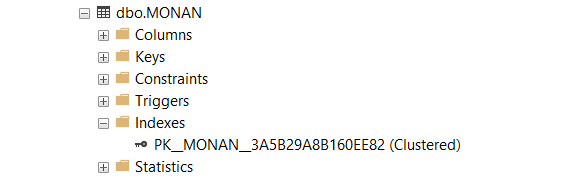 dbo.MONAN
Columns
Keys
Constraints
Triggers
Indexes
PK__MONAN__3A5B29A8B160EE82 (Clustered)
Statistics